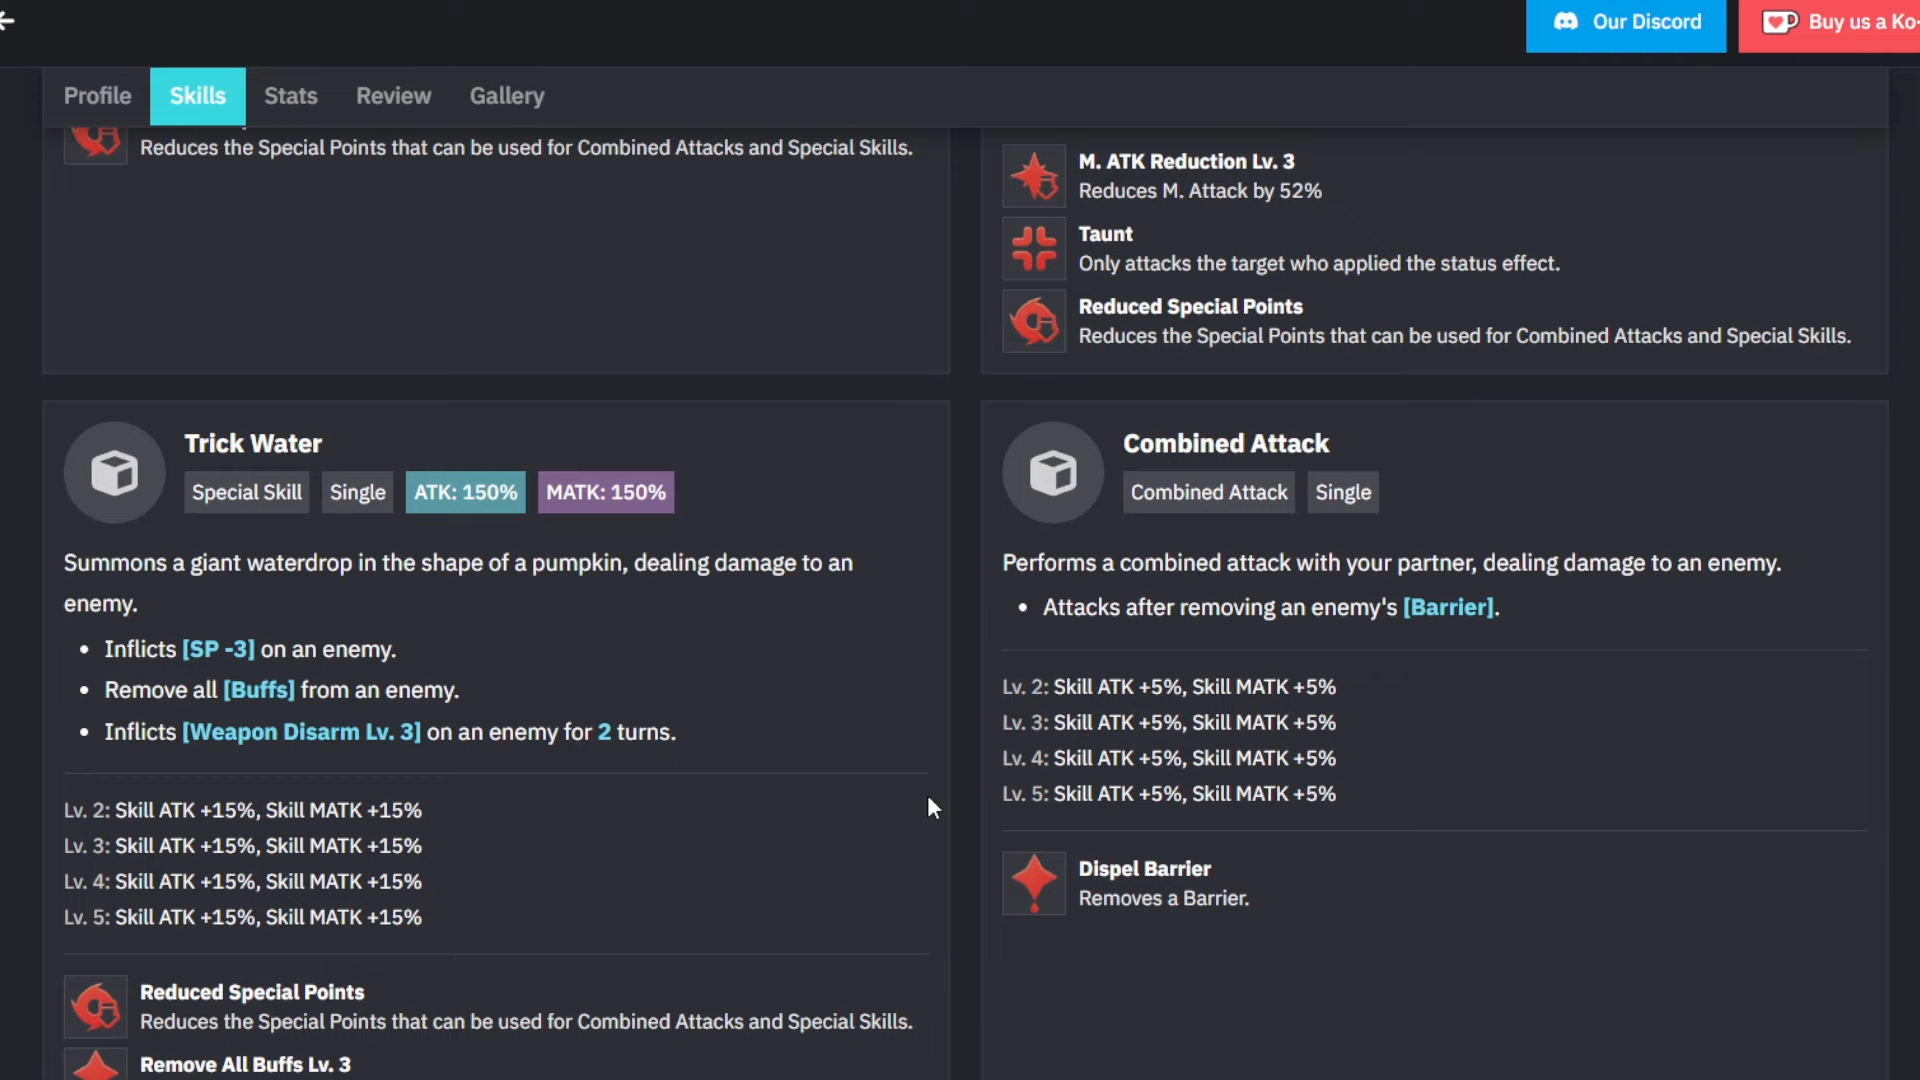 Our Discord
Buy us a Ko-
Profile
Skills
Stats
Review
Gallery
Reduces the Special Points that can be used for Combined Attacks and Special Skills.
M. ATK Reduction Lv. 3
Reduces M. Attack by 52%
Taunt
Only attacks the target who applied the status effect.
Reduced Special Points
Reduces the Special Points that can be used for Combined Attacks and Special Skills.
Trick Water
Special Skill
Single
ATK: 150%
MATK: 150%
Summons a giant waterdrop in the shape of a pumpkin, dealing damage to an
enemy.
• Inflicts [SP -3] on an enemy.
• Remove all [Buffs] from an enemy.
• Inflicts [Weapon Disarm Lv. 3] on an enemy for 2 turns.
Lv. 2: Skill ATK +15%, Skill MATK +15%
Lv. 3: Skill ATK +15%, Skill MATK +15%
Lv. 4: Skill ATK +15%, Skill MATK +15%
Lv. 5: Skill ATK +15%, Skill MATK +15%
Reduced Special Points
Reduces the Special Points that can be used for Combined Attacks and Special Skills.
Remove All Buffs Lv. 3
Combined Attack
Combined Attack
Single
Performs a combined attack with your partner, dealing damage to an enemy.
• Attacks after removing an enemy's [Barrier].
Lv. 2: Skill ATK +5%, Skill MATK +5%
Lv. 3: Skill ATK +5%, Skill MATK +5%
Lv. 4: Skill ATK +5%, Skill MATK +5%
Lv. 5: Skill ATK +5%, Skill MATK +5%
Dispel Barrier
Removes a Barrier.